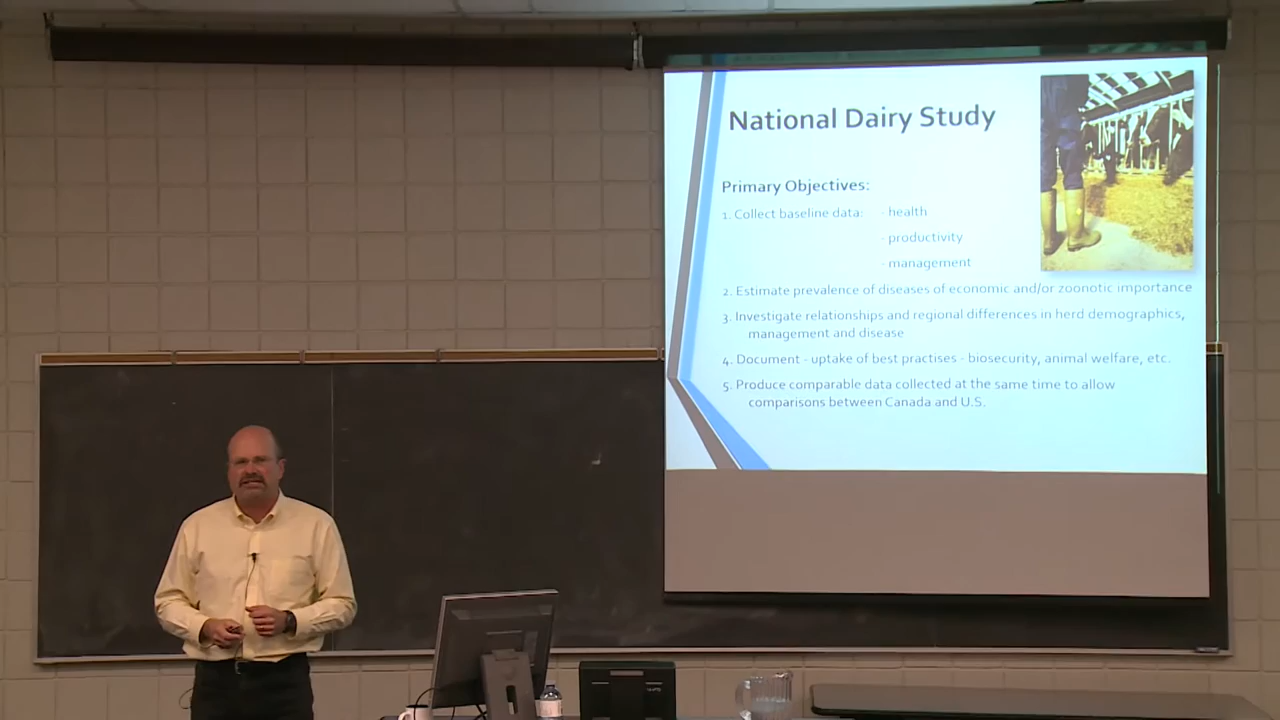 National Dairy Study
Primary Objectives:
1. Collect baseline data: - health
- productivity
- management
2. Estimate prevalence of diseases of economic and/or zoonotic importance
3. Investigate relationships and regional differences in herd demographics,
management and disease
4. Document - uptake of best practises - biosecurity, animal welfare, etc.
5. Produce comparable data collected at the same time to allow
comparisons between Canada and U.S.